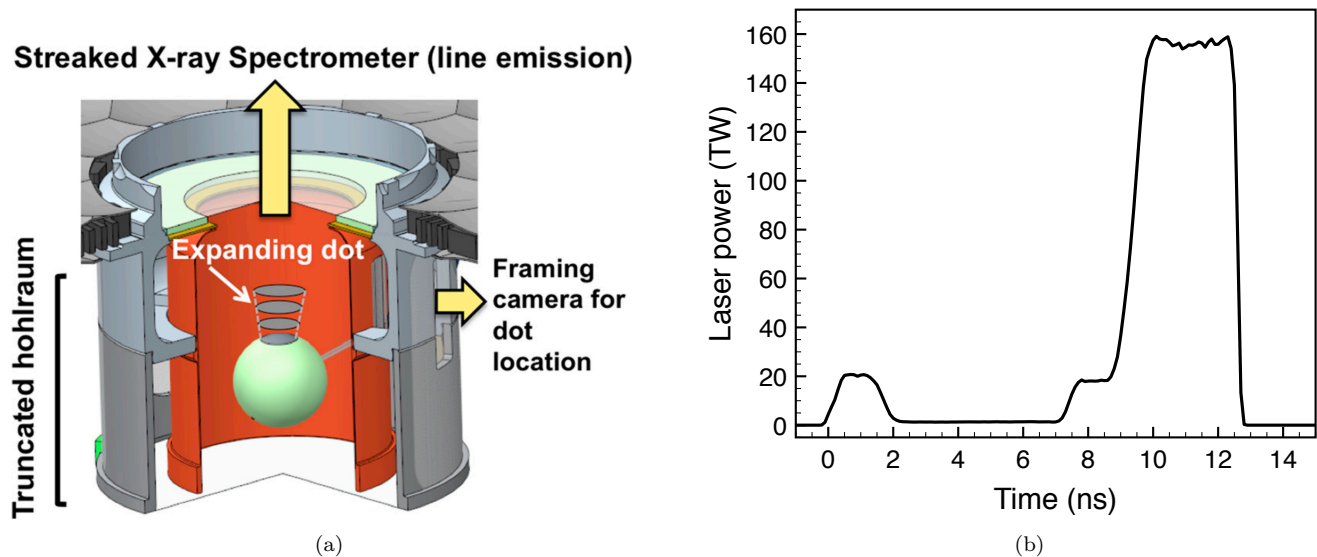 Streaked X-ray Spectrometer (line emission)
Expanding dot
Framing
camera for
dot
location
Truncated hohlraum
(a)
Laser power (TW)
160
140
120
100
80
60
40
20
0
0 2 4 6 8 10 12 14
Time (ns)
(b)